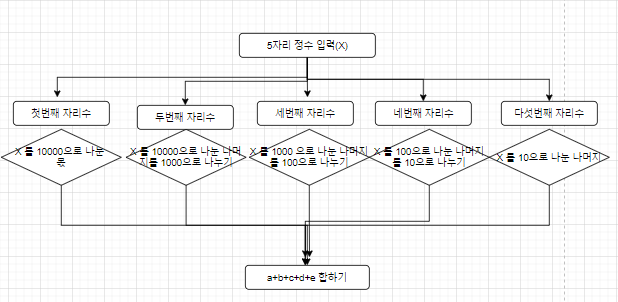 5자리 정수 입력(X)
첫번째 자리수
두번째 자리수
세번째 자리수
네번째 자리수
다섯번째 자리수
X 를 10000으로 나눈
몫
X 를 10000으로 나눈 나머
지를 1000으로 나누기
X 를 1000 으로 나눈 나머지
를 100으로 나누기
X 를 100으로 나눈 나머지
를 10으로 나누기
X 를 10으로 나눈 나머지
a+b+c+d+e 합하기